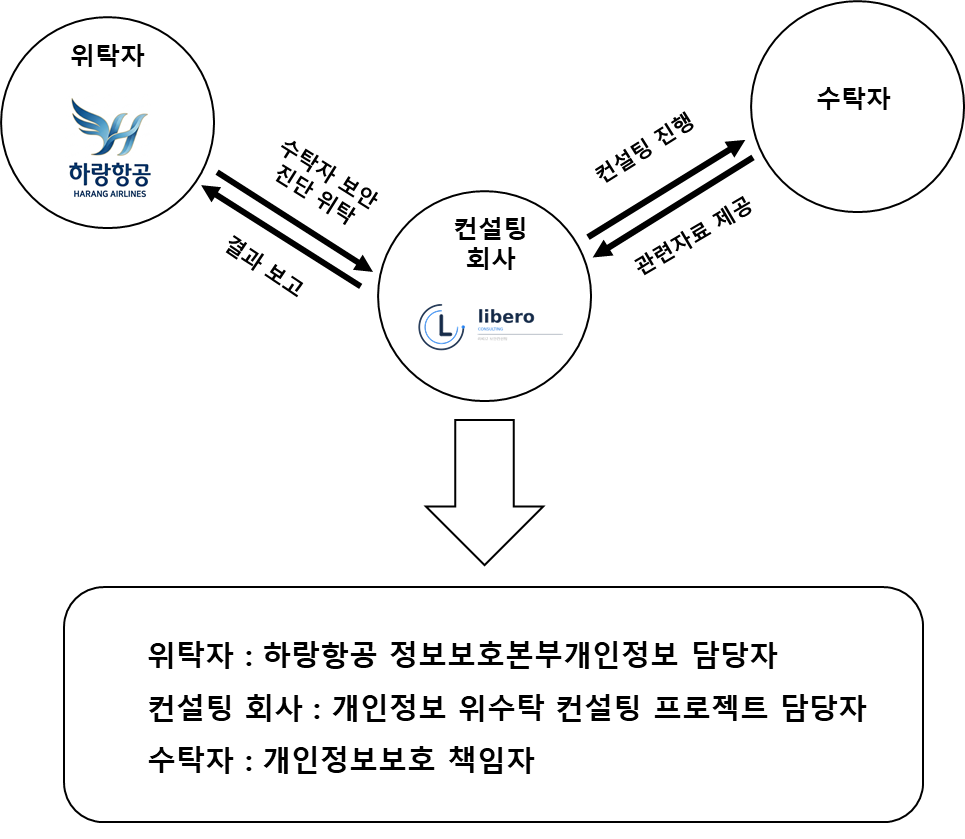 위탁자
하랑항공
HARANG AIRLINES
수탁자 보안
진단 위탁
결과 보고
컨설팅
회사
L
libero
CONSULTING
컨설팅 진행
관련자료 제공
수탁자
위탁자 : 하랑항공 정보보호본부개인정보 담당자
컨설팅 회사 : 개인정보 위수탁 컨설팅 프로젝트 담당자
수탁자 : 개인정보보호 책임자